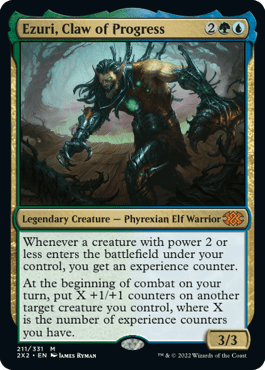 Ezuri, Claw of Progress
2
Legendary Creature — Phyrexian Elf Warrior
Whenever a creature with power 2 or
less enters the battlefield under your
control, you get an experience counter.
At the beginning of combat on your
turn, put X +1/+1 counters on another
target creature you control, where X
is the number of experience counters
you have.
3/3
211/331 M
2X2 • EN James Ryman
™ & © 2022 Wizards of the Coast